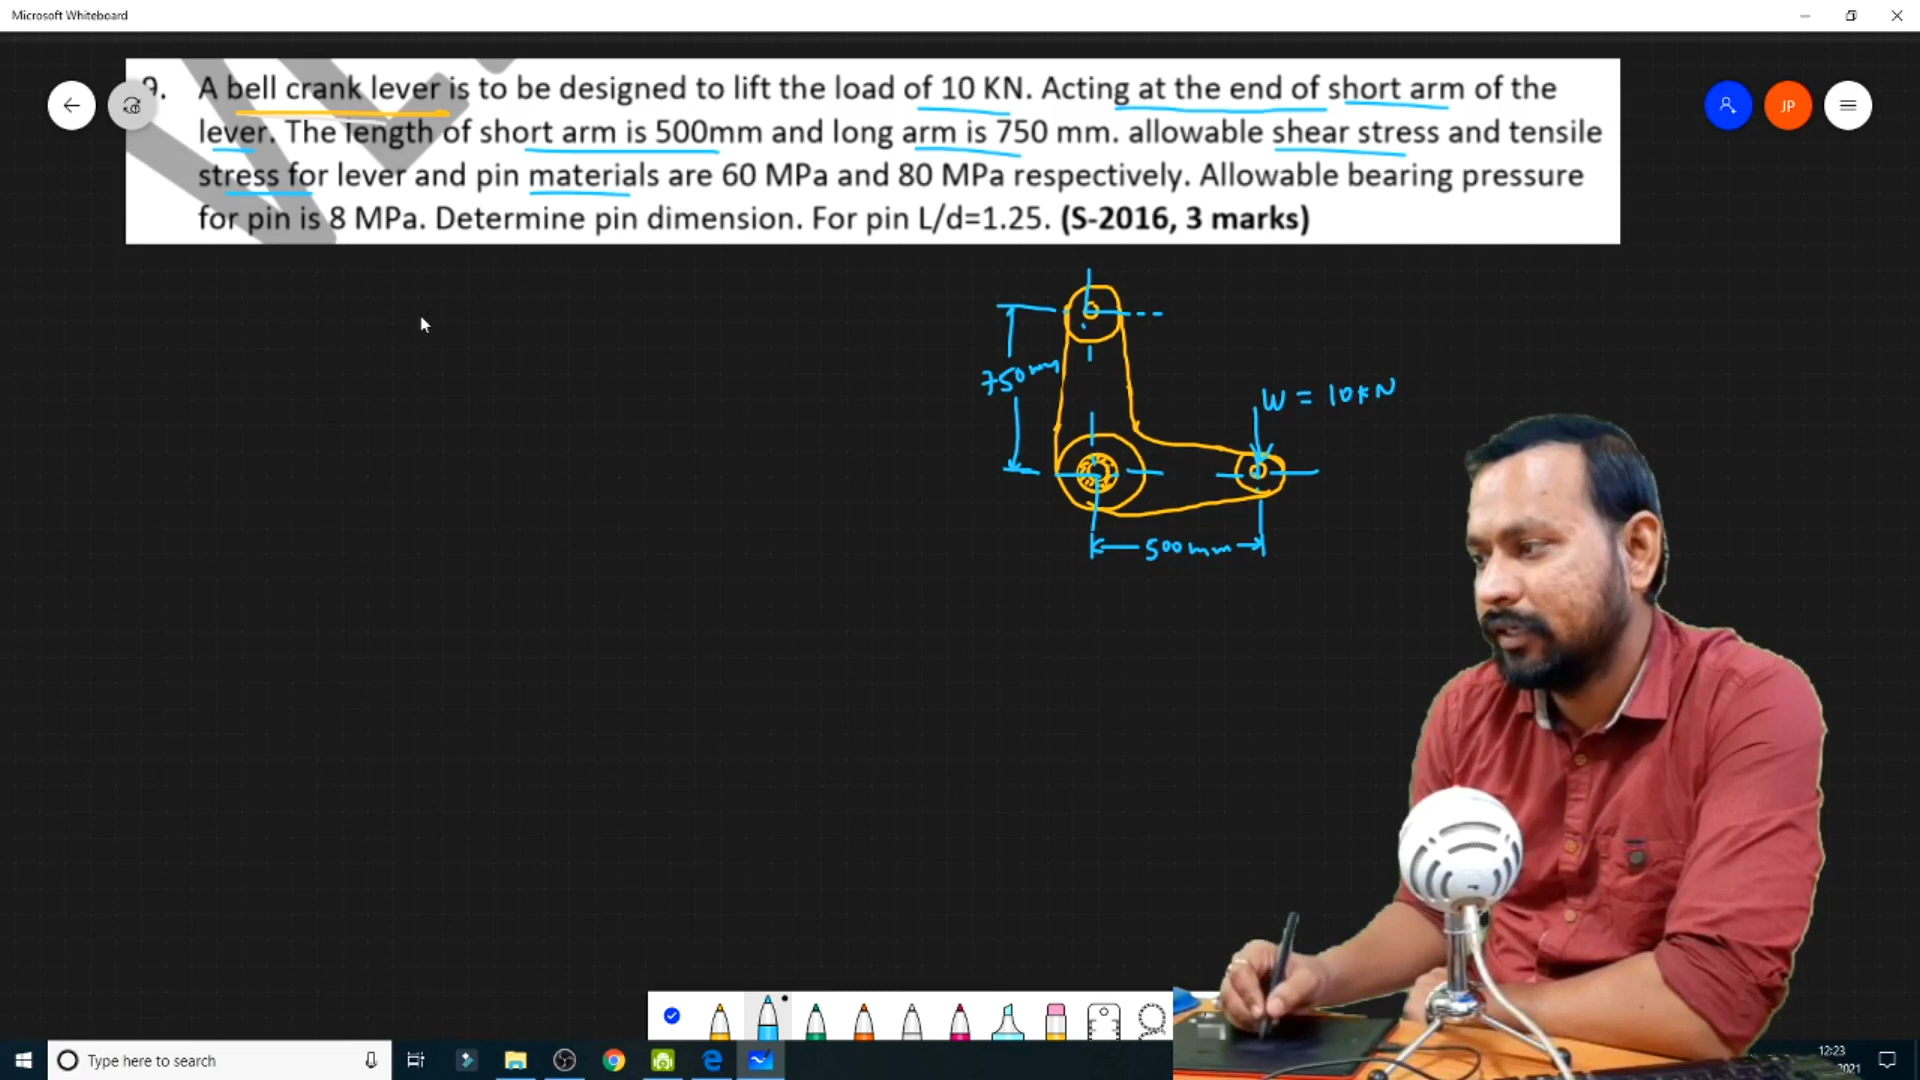 Microsoft Whiteboard
9. A bell crank lever is to be designed to lift the load of 10 KN. Acting at the end of short arm of the
lever. The length of short arm is 500mm and long arm is 750 mm. allowable shear stress and tensile
stress for lever and pin materials are 60 MPa and 80 MPa respectively. Allowable bearing pressure
for pin is 8 MPa. Determine pin dimension. For pin L/d=1.25. (S-2016, 3 marks)
JP
750mm
W = 10KN
500mm
Type here to search
12:23
2021